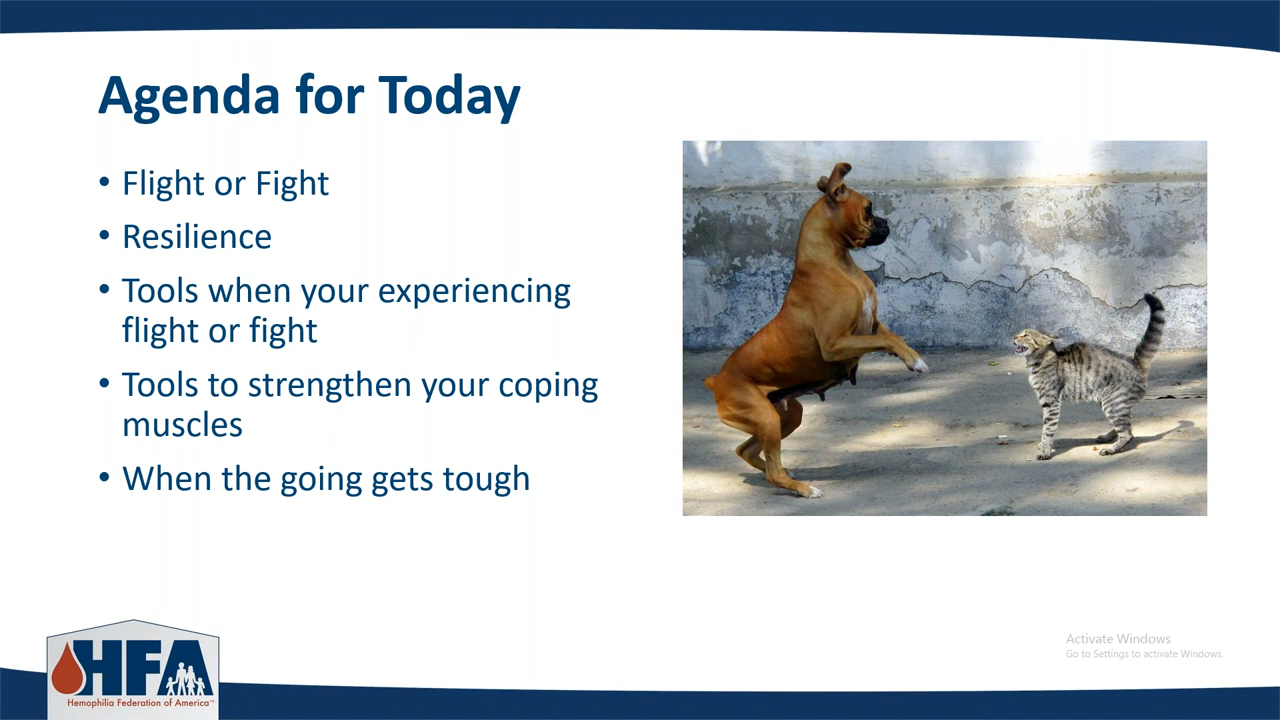 Agenda for Today
• Flight or Fight
• Resilience
• Tools when your experiencing
flight or fight
• Tools to strengthen your coping
muscles
• When the going gets tough
HFA
Hemophilia Federation of America™
Activate Windows
Go to Settings to activate Windows.